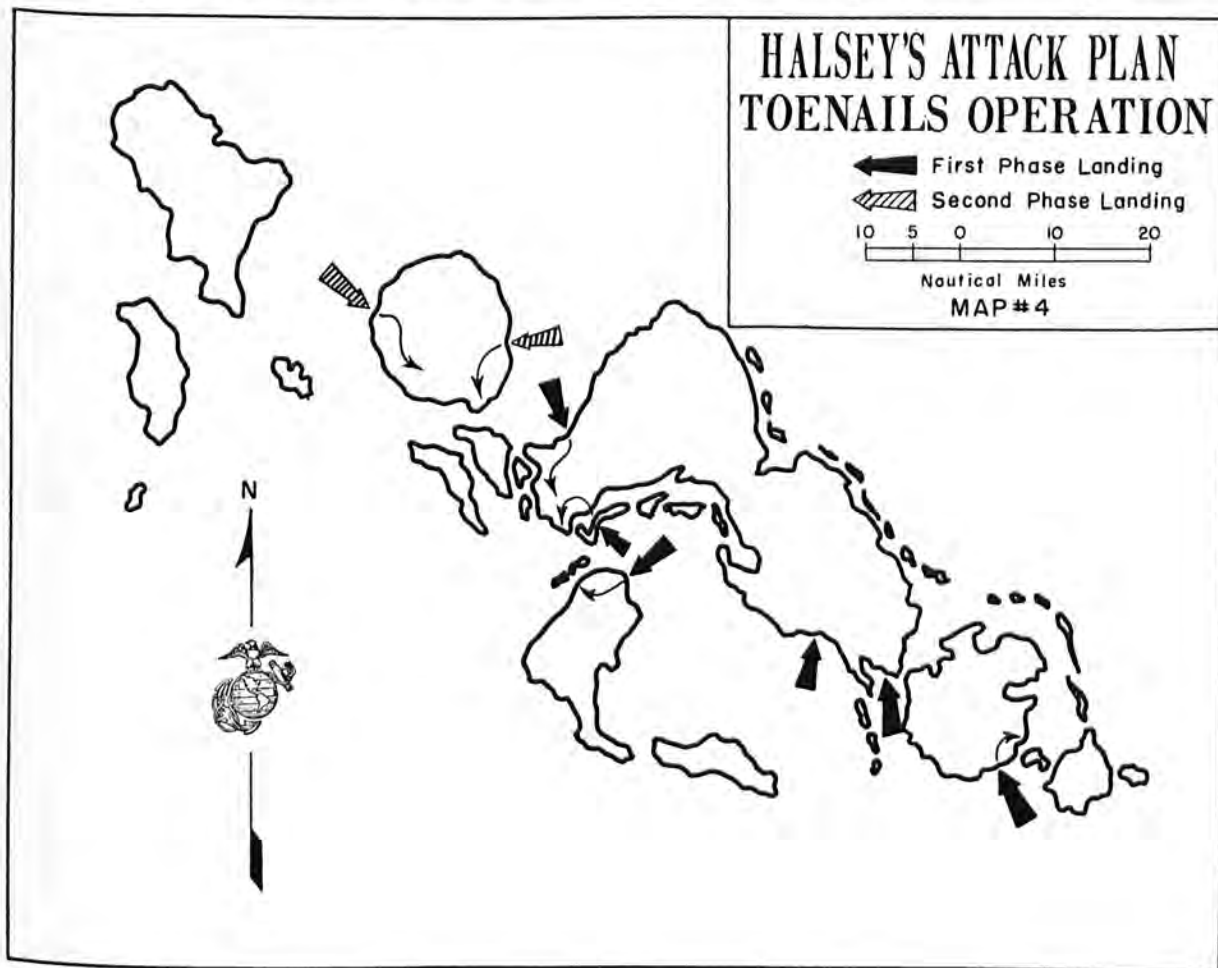 HALSEY'S ATTACK PLAN
TOENAILS OPERATION
First Phase Landing
Second Phase Landing
10 5 0 10 20
Nautical Miles
MAP #4
N